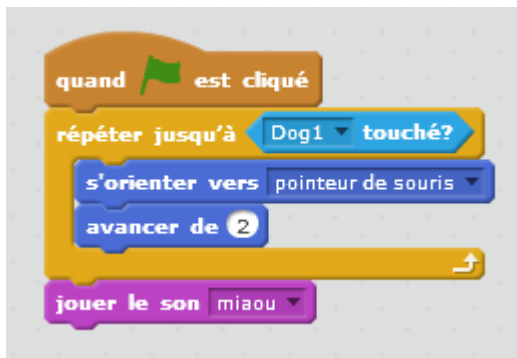 quand est cliqué
répéter jusqu'à Dog1 touché?
s'orienter vers pointeur de souris
avancer de 2
jouer le son miaou